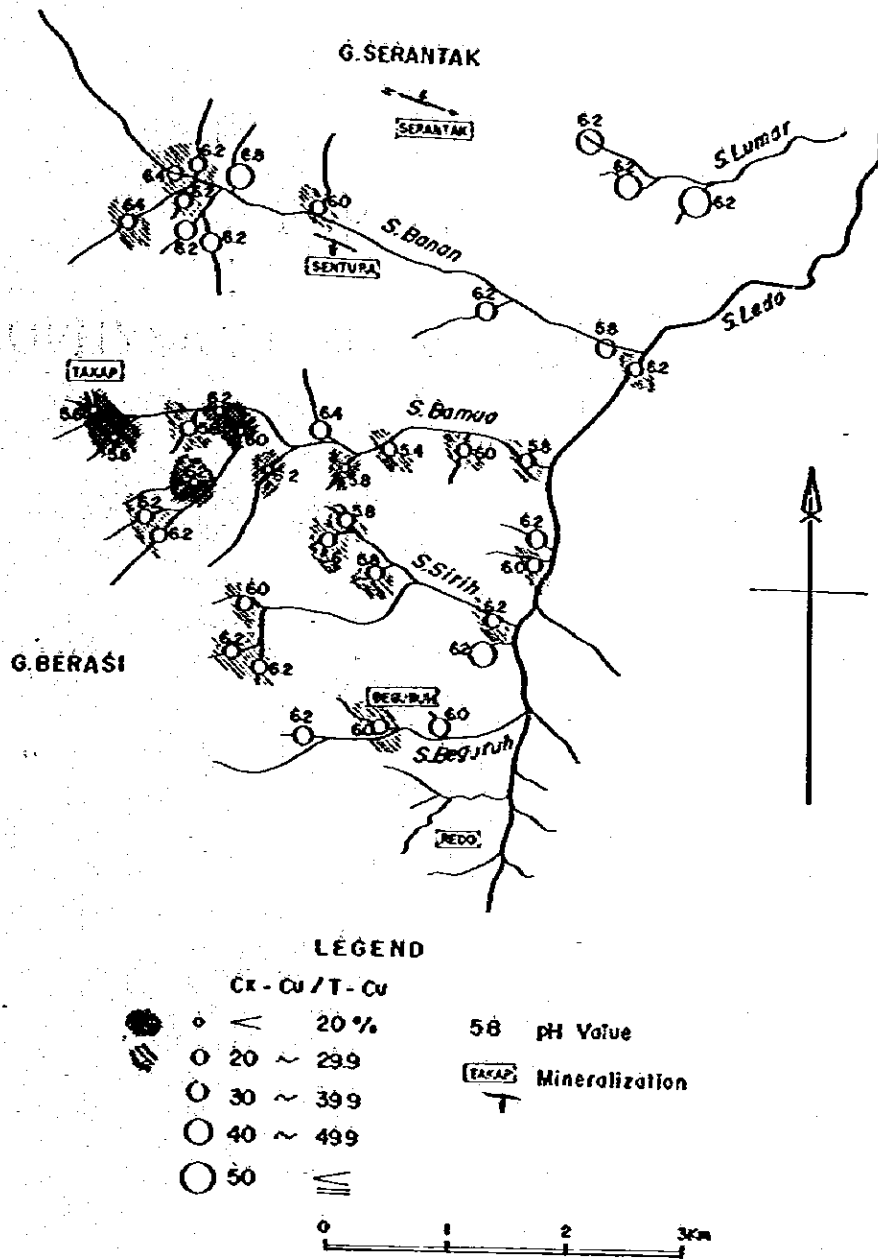 G. SERANTAK
SERANTAK
6.2
S. Lumar
6.2
6.2
6.2
6.8
6.4
6.4
6.0
6.2
6.2
S. Banan
SENTURA
6.2
S. Ledo
5.8
6.2
TAKAP
6.2
6.4
S. Bamua
5.6
6.0
5.6
5.4
6.0
5.8
2
5.8
6.2
6.2
5.8
6.2
S. Sirih
6.0
5.8
6.0
6.2
6.2
6.2
G. BERASI
6.2
6.2
6.0
6.0
S. Begutuh
REDO
LEGEND
Cx - Cu / T - Cu
< 20 %
20 ~ 29.9
30 ~ 39.9
40 ~ 49.9
50 ≦
5.8 pH Value
TAKAP Mineralization
0 1 2 3Km